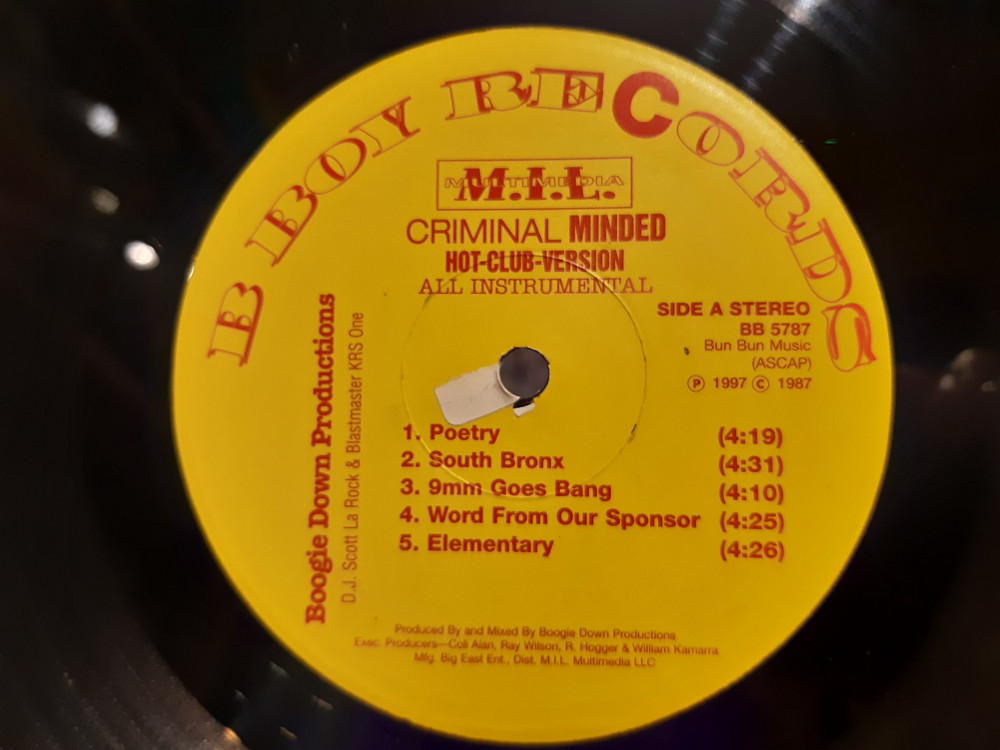 B BOY RECORDS
MULTIMEDIA
M.I.L.
CRIMINAL MINDED
HOT-CLUB-VERSION
ALL INSTRUMENTAL
Boogie Down Productions
D.J. Scott La Rock & Blastmaster KRS One
SIDE A STEREO
BB 5787
Bun Bun Music
(ASCAP)
Ⓟ 1997 © 1987
1. Poetry (4:19)
2. South Bronx (4:31)
3. 9mm Goes Bang (4:10)
4. Word From Our Sponsor (4:25)
5. Elementary (4:26)
Produced By and Mixed By Boogie Down Productions
Exec. Producers—Coli Alan, Ray Wilson, R. Hogger & William Kamarra
Mfg. Big East Ent., Dist. M.I.L. Multimedia LLC